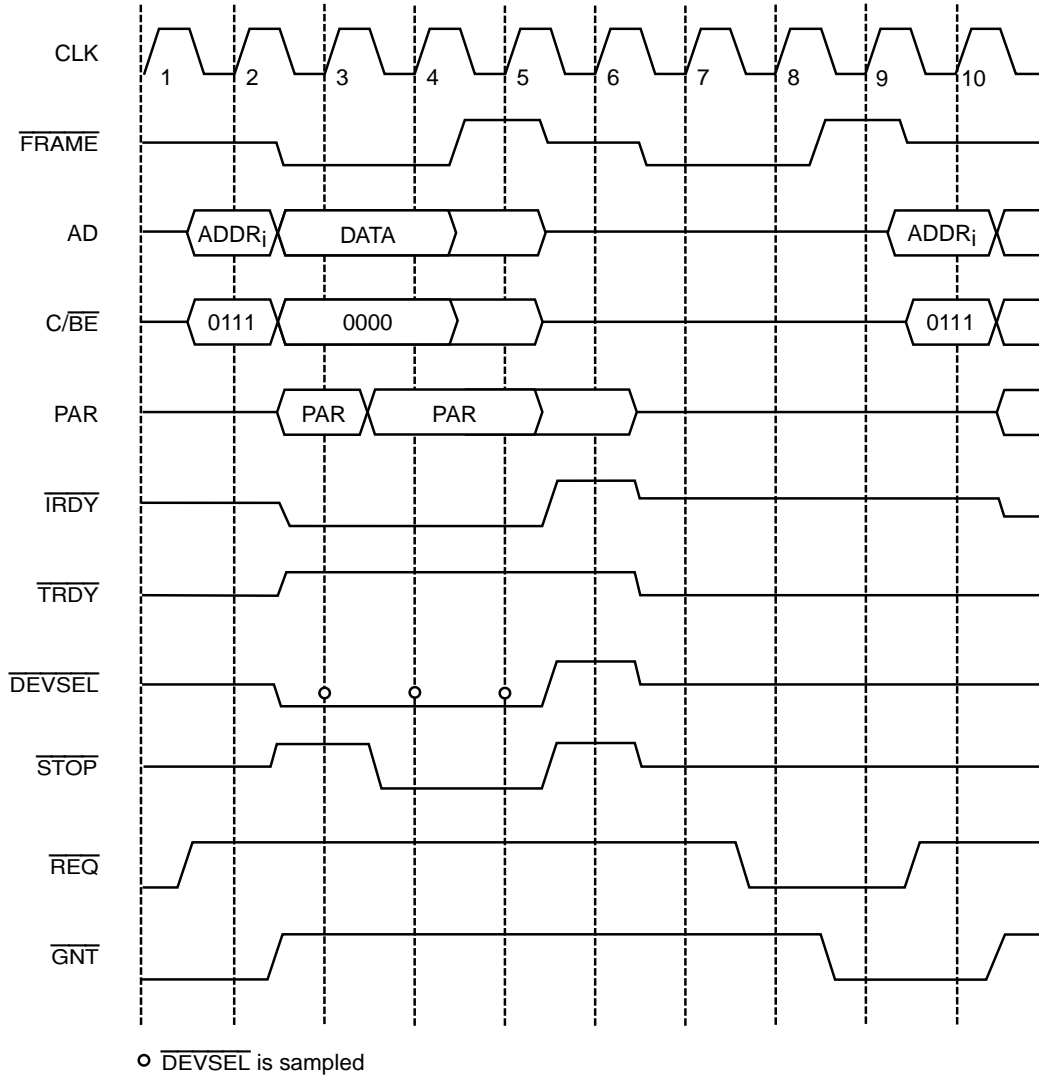 CLK
1 2 3 4 5 6 7 8 9 10
FRAME
AD
ADDRi DATA ADDRi
C/BE
0111 0000 0111
PAR
PAR PAR
IRDY
TRDY
DEVSEL
STOP
REQ
GNT
DEVSEL is sampled